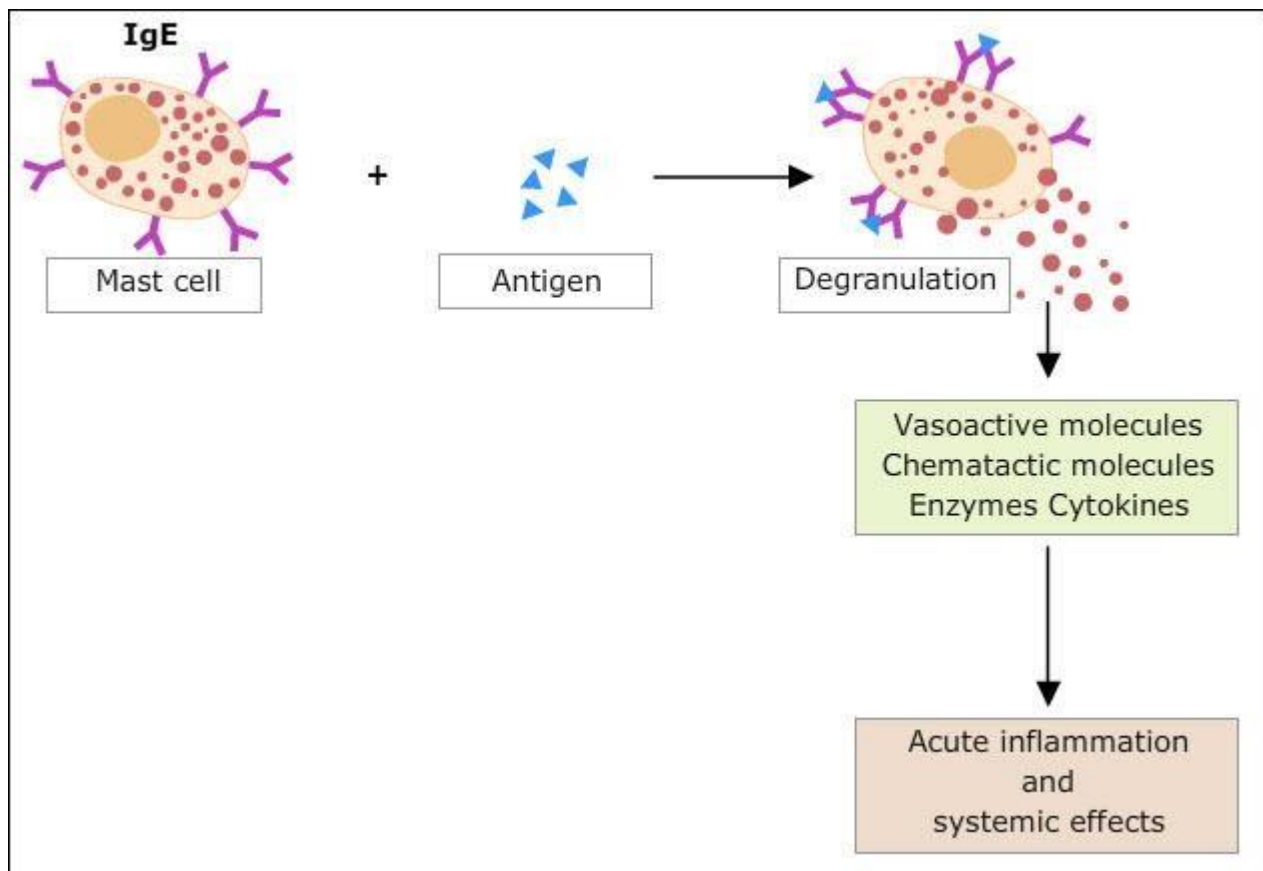 IgE
+
Mast cell
Antigen
Degranulation
Vasoactive molecules
Chematactic molecules
Enzymes Cytokines
Acute inflammation
and
systemic effects